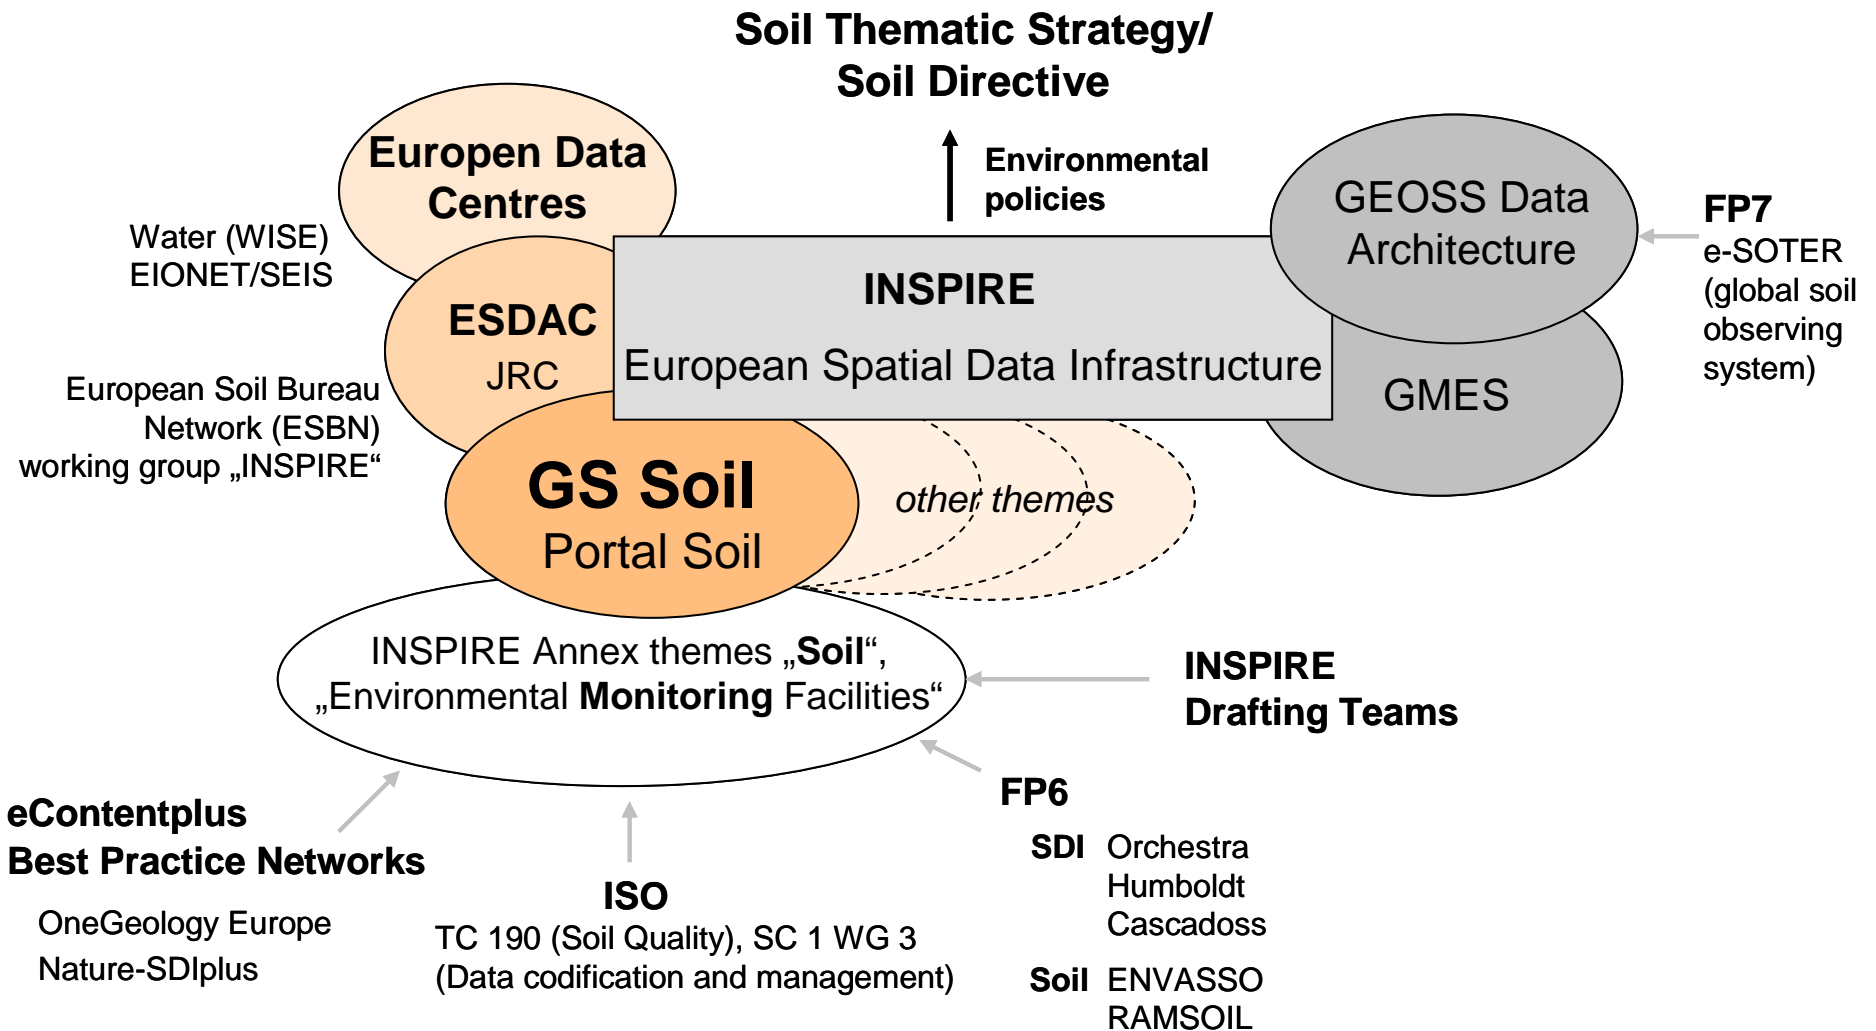 Soil Thematic Strategy/
Soil Directive
Environmental
policies
Europen Data
Centres
Water (WISE)
EIONET/SEIS
ESDAC
JRC
European Soil Bureau
Network (ESBN)
working group „INSPIRE“
INSPIRE
European Spatial Data Infrastructure
GEOSS Data
Architecture
GMES
FP7
e-SOTER
(global soil
observing
system)
GS Soil
Portal Soil
other themes
INSPIRE Annex themes „Soil“,
„Environmental Monitoring Facilities“
INSPIRE
Drafting Teams
eContentplus
Best Practice Networks
OneGeology Europe
Nature-SDIplus
ISO
TC 190 (Soil Quality), SC 1 WG 3
(Data codification and management)
FP6
SDI Orchestra
Humboldt
Cascadoss
Soil ENVASSO
RAMSOIL